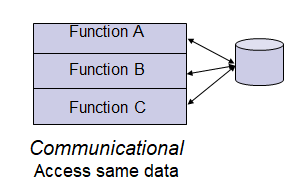 Function A
Function B
Function C
Communicational
Access same data